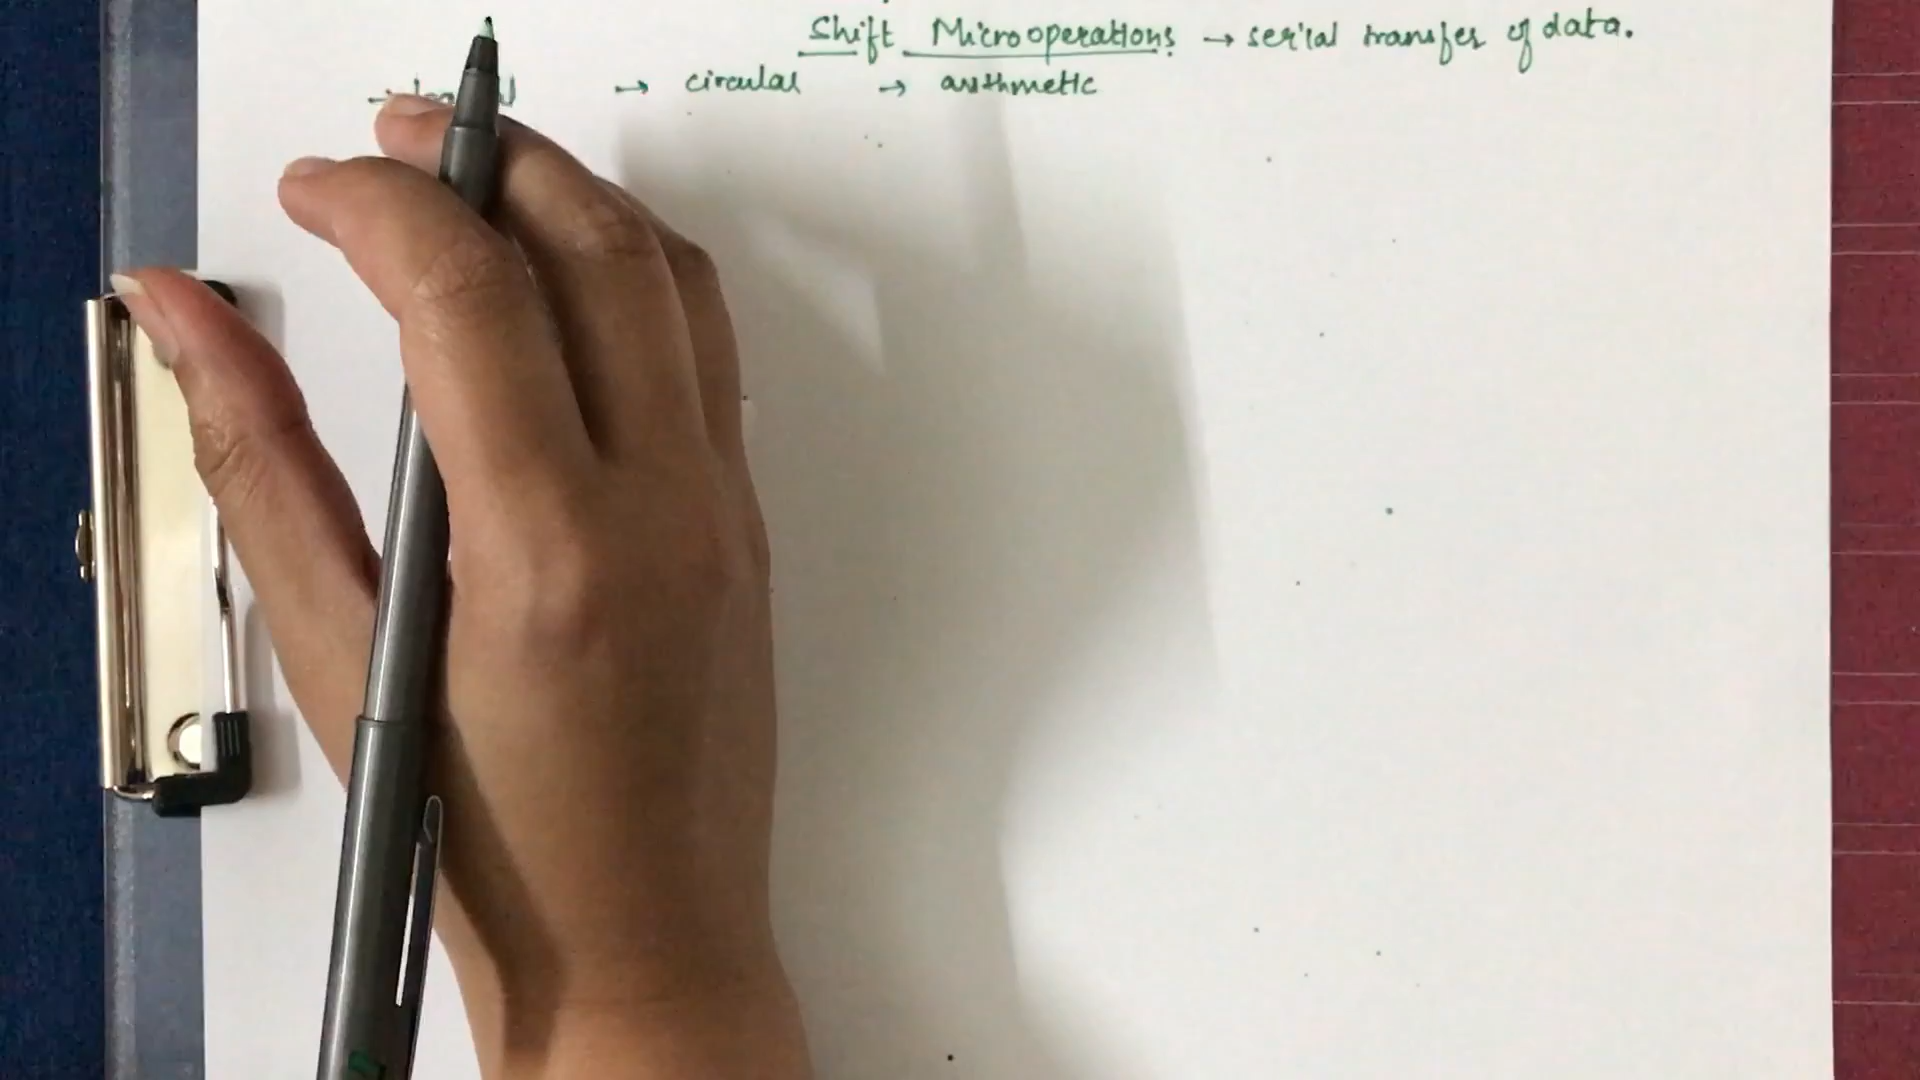 Shift Microoperations → serial transfer of data.
→ → circular → arithmetic